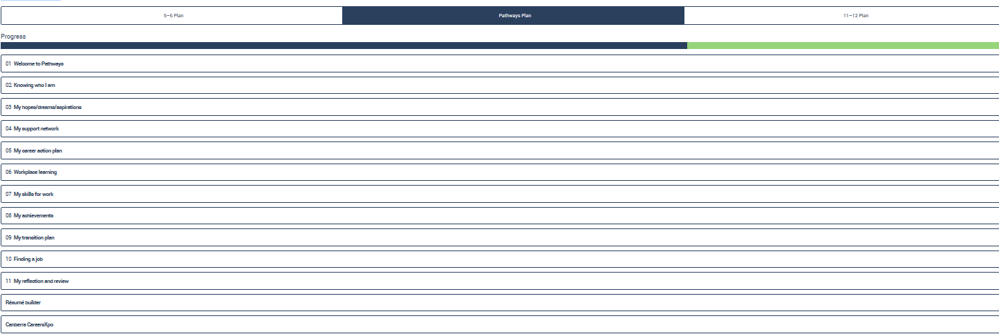 5–6 Plan
Pathways Plan
11–12 Plan
Progress
01 Welcome to Pathways
02 Knowing who I am
03 My hopes/dreams/aspirations
04 My support network
05 My career action plan
06 Workplace learning
07 My skills for work
08 My achievements
09 My transition plan
10 Finding a job
11 My reflection and review
Résumé builder
Canberra CareersXpo